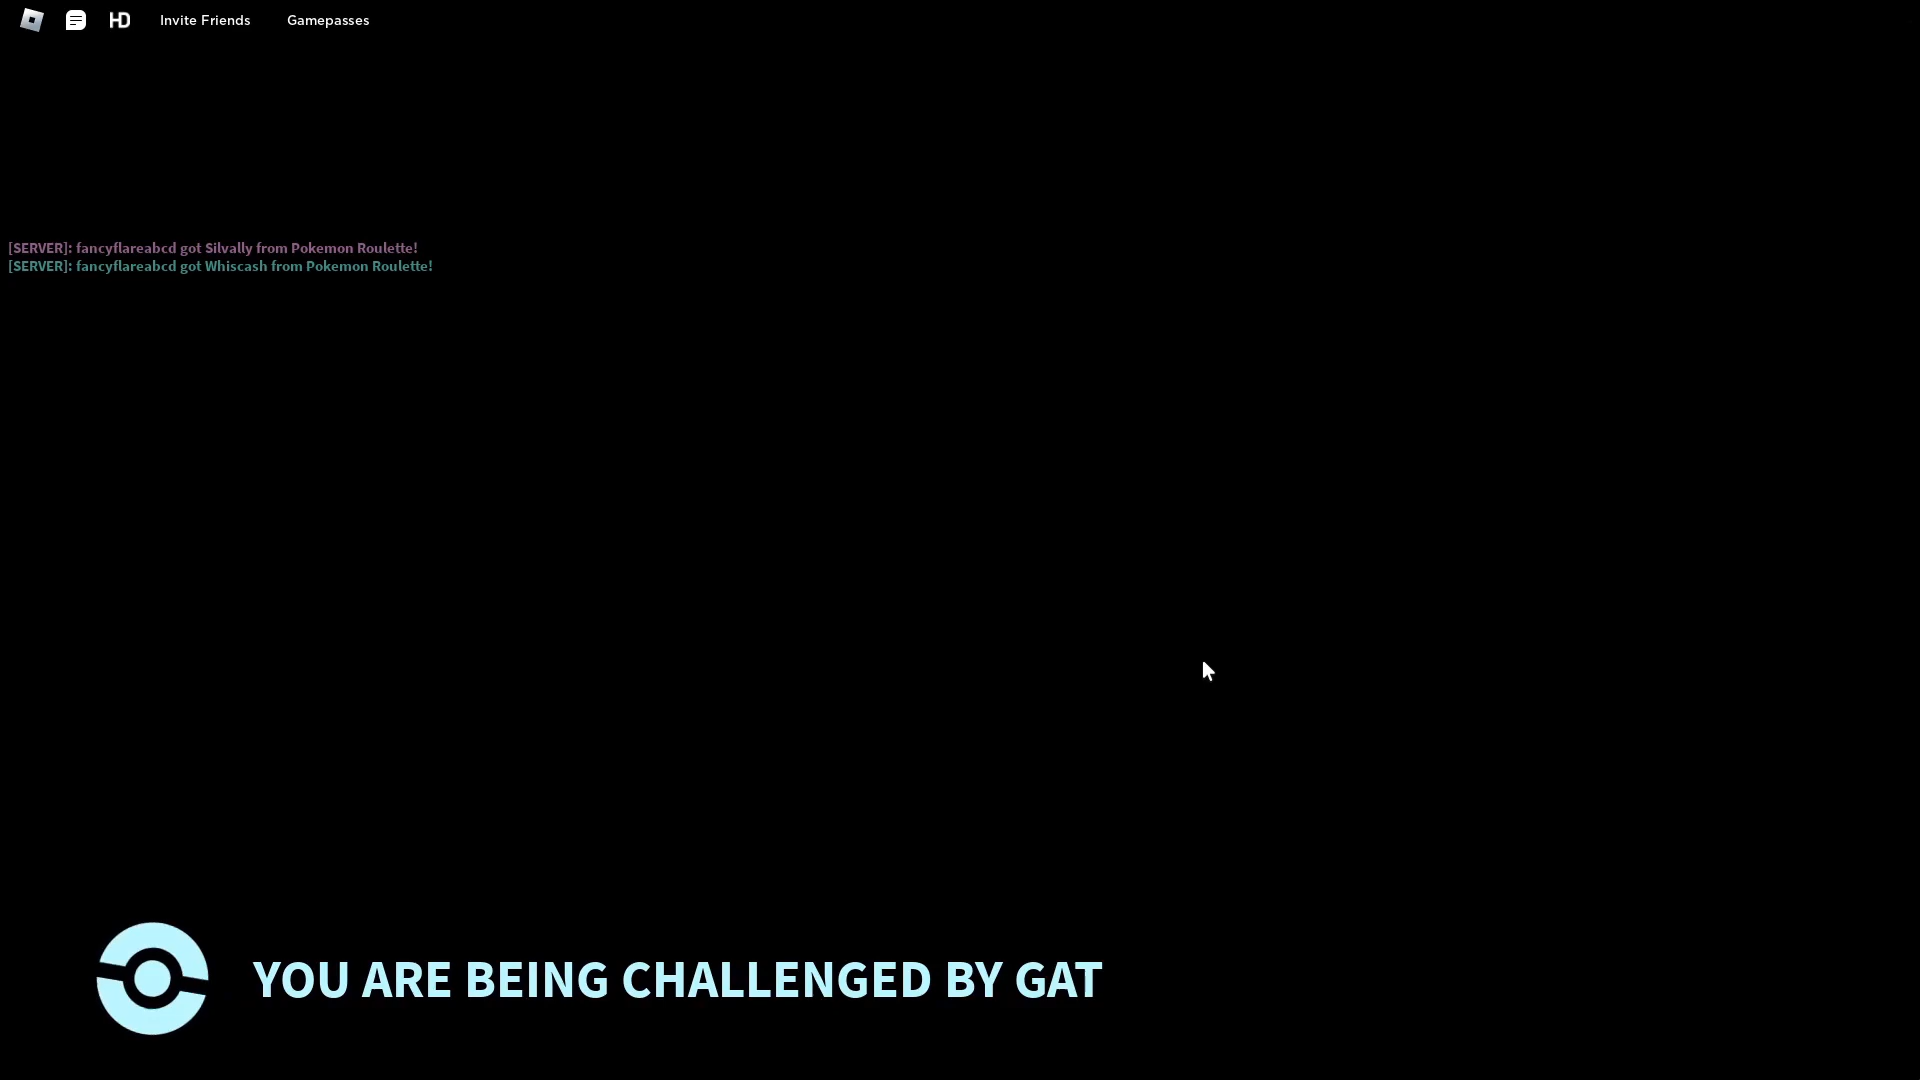 HD Invite Friends Gamepasses
[SERVER]: fancyflareabcd got Silvally from Pokemon Roulette!
[SERVER]: fancyflareabcd got Whiscash from Pokemon Roulette!
YOU ARE BEING CHALLENGED BY GAT